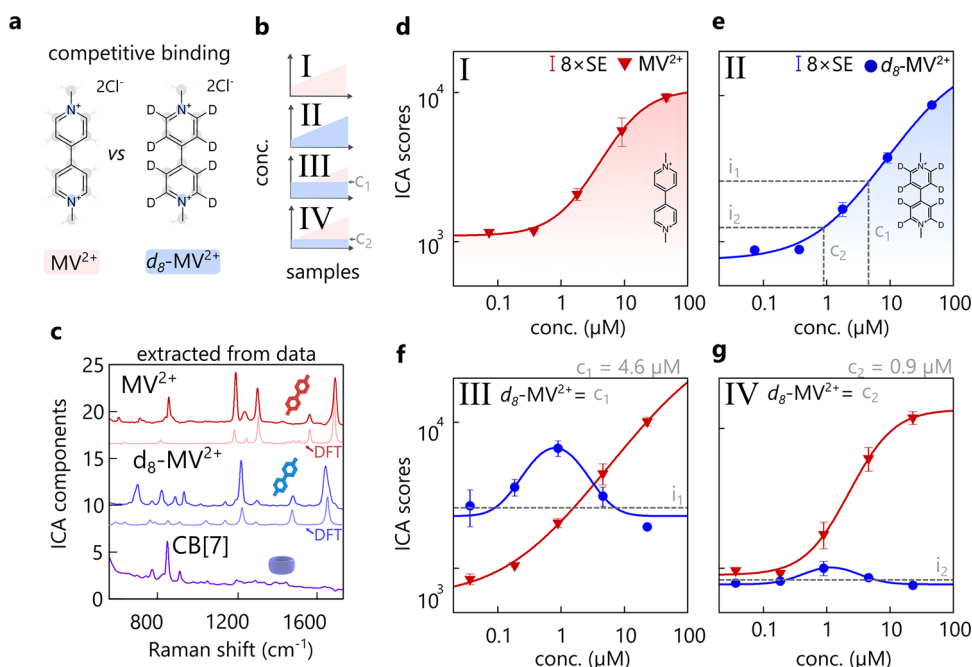 a
competitive binding
2Cl⁻
2Cl⁻
N⁺
N⁺
D D
D D
vs
D D
D D
N⁺
N⁺
MV²⁺
d₈-MV²⁺
b
I
II
III
c₁
IV
c₂
conc.
samples
c
extracted from data
25
20
15
10
5
0
MV²⁺
DFT
d₈-MV²⁺
DFT
CB[7]
ICA components
800
1200
1600
Raman shift (cm⁻¹)
d
I
8×SE
MV²⁺
10⁴
10³
ICA scores
N⁺
N⁺
0.1
1
10
100
conc. (μM)
e
II
8×SE
d₈-MV²⁺
i₁
i₂
c₂
c₁
N⁺
D D
D D
D D
D D
N⁺
0.1
1
10
100
conc. (μM)
f
c₁ = 4.6 μM
III
d₈-MV²⁺= c₁
10⁴
10³
ICA scores
i₁
0.1
1
10
100
conc. (μM)
g
c₂ = 0.9 μM
IV
d₈-MV²⁺= c₂
i₂
0.1
1
10
100
conc. (μM)